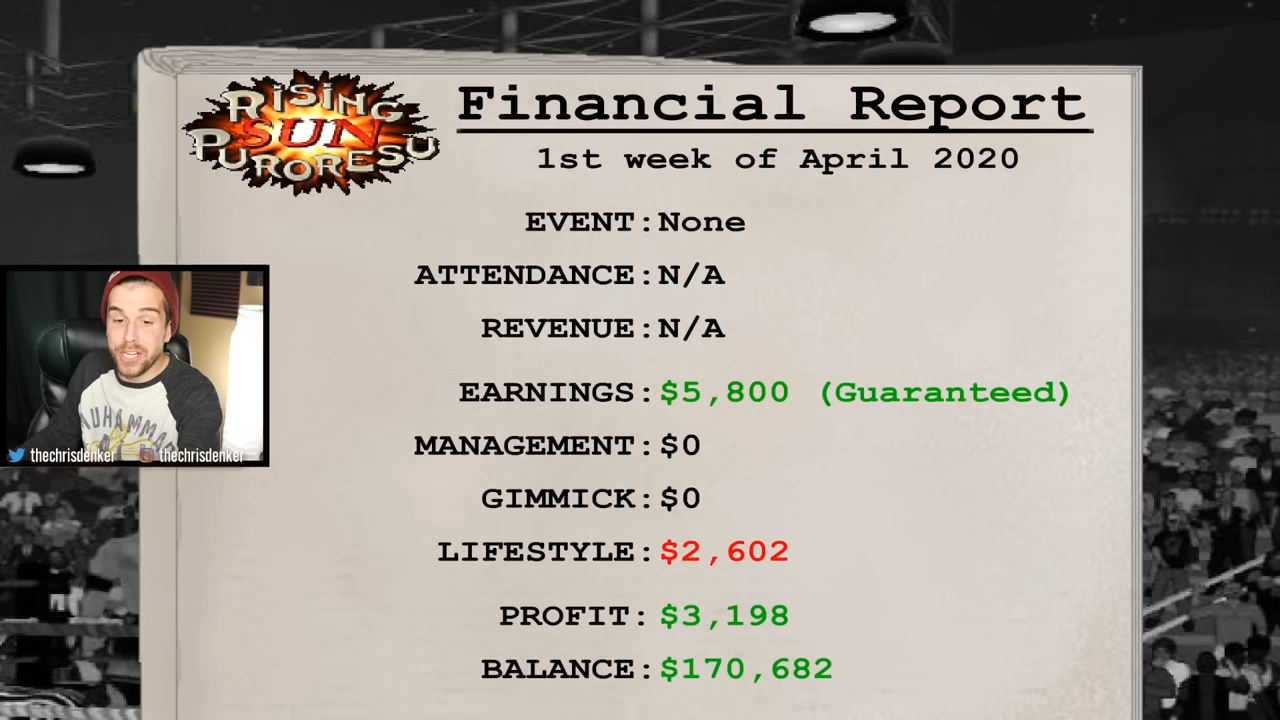 RISING
SUN
PURORESU
Financial Report
1st week of April 2020
EVENT:None
ATTENDANCE:N/A
REVENUE:N/A
EARNINGS:$5,800 (Guaranteed)
MANAGEMENT:$0
GIMMICK:$0
LIFESTYLE:$2,602
PROFIT:$3,198
BALANCE:$170,682
thechrisdenker thechrisdenker